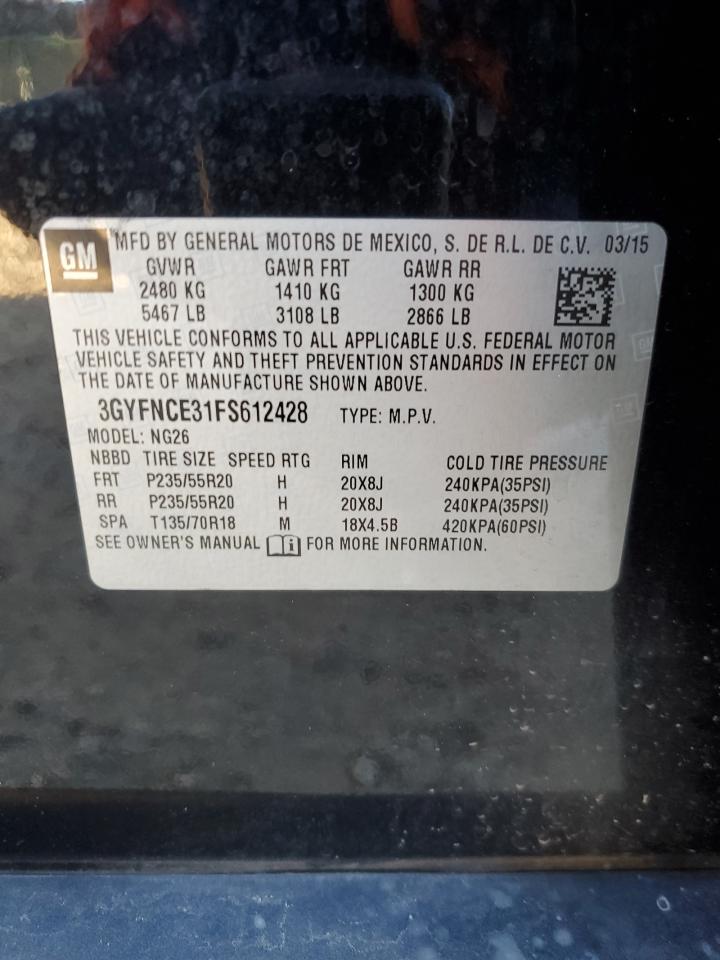 GM MFD BY GENERAL MOTORS DE MEXICO, S. DE R.L. DE C.V. 03/15
GVWR GAWR FRT GAWR RR
2480 KG 1410 KG 1300 KG
5467 LB 3108 LB 2866 LB
THIS VEHICLE CONFORMS TO ALL APPLICABLE U.S. FEDERAL MOTOR
VEHICLE SAFETY AND THEFT PREVENTION STANDARDS IN EFFECT ON
THE DATE OF MANUFACTURE SHOWN ABOVE.
3GYFNCE31FS612428 TYPE: M.P.V.
MODEL: NG26
NBBD TIRE SIZE SPEED RTG RIM COLD TIRE PRESSURE
FRT P235/55R20 H 20X8J 240KPA(35PSI)
RR P235/55R20 H 20X8J 240KPA(35PSI)
SPA T135/70R18 M 18X4.5B 420KPA(60PSI)
SEE OWNER'S MANUAL i FOR MORE INFORMATION.